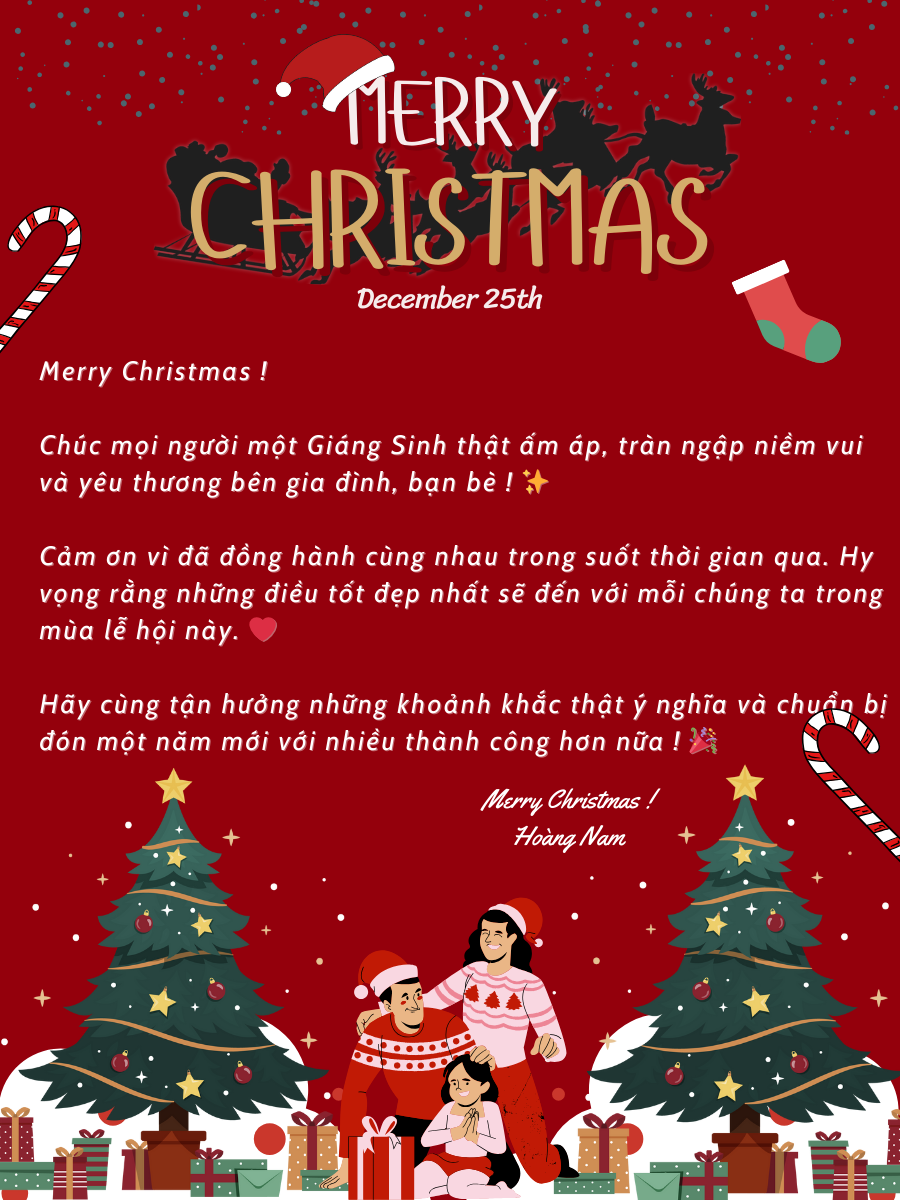 MERRY
CHRISTMAS
December 25th
Merry Christmas !
Chúc mọi người một Giáng Sinh thật ấm áp, tràn ngập niềm vui
và yêu thương bên gia đình, bạn bè ! ✨
Cảm ơn vì đã đồng hành cùng nhau trong suốt thời gian qua. Hy
vọng rằng những điều tốt đẹp nhất sẽ đến với mỗi chúng ta trong
mùa lễ hội này. ❤️
Hãy cùng tận hưởng những khoảnh khắc thật ý nghĩa và chuẩn bị
đón một năm mới với nhiều thành công hơn nữa ! 🎉
Merry Christmas !
Hoàng Nam